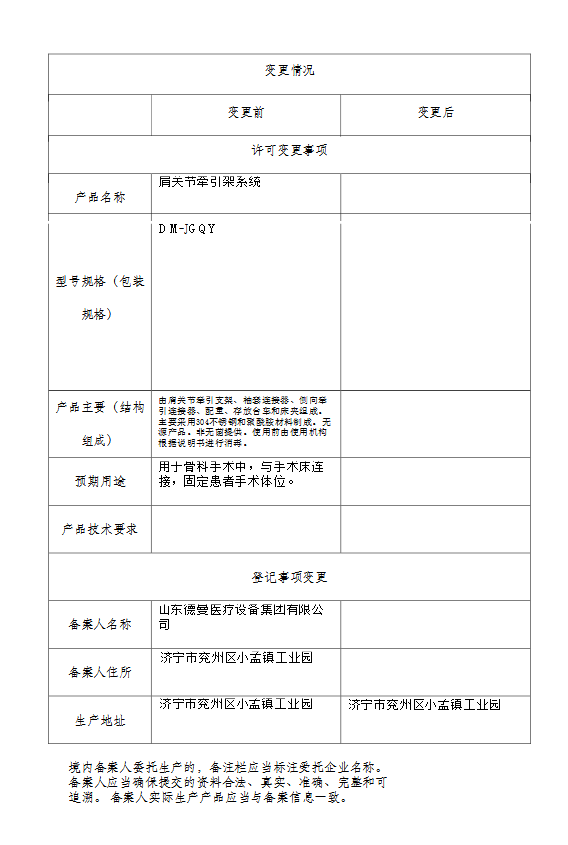 变更情况
变更前 变更后
许可变更事项
产品名称 肩关节牵引架系统
型号规格（包装规格） DM-JGQY
产品主要（结构组成） 由肩关节牵引支架、袖套连接器、侧向牵
引连接器、配重、存放台车和床夹组成。
主要采用304不锈钢和聚酰胺材料制成。无
源产品。非无菌提供。使用前由使用机构
根据说明书进行消毒。
预期用途 用于骨科手术中，与手术床连
接，固定患者手术体位。
产品技术要求
登记事项变更
备案人名称 山东德曼医疗设备集团有限公
司
备案人住所 济宁市兖州区小孟镇工业园
生产地址 济宁市兖州区小孟镇工业园 济宁市兖州区小孟镇工业园
境内备案人委托生产的，备注栏应当标注受托企业名称。
备案人应当确保提交的资料合法、真实、准确、完整和可
追溯。 备案人实际生产产品应当与备案信息一致。